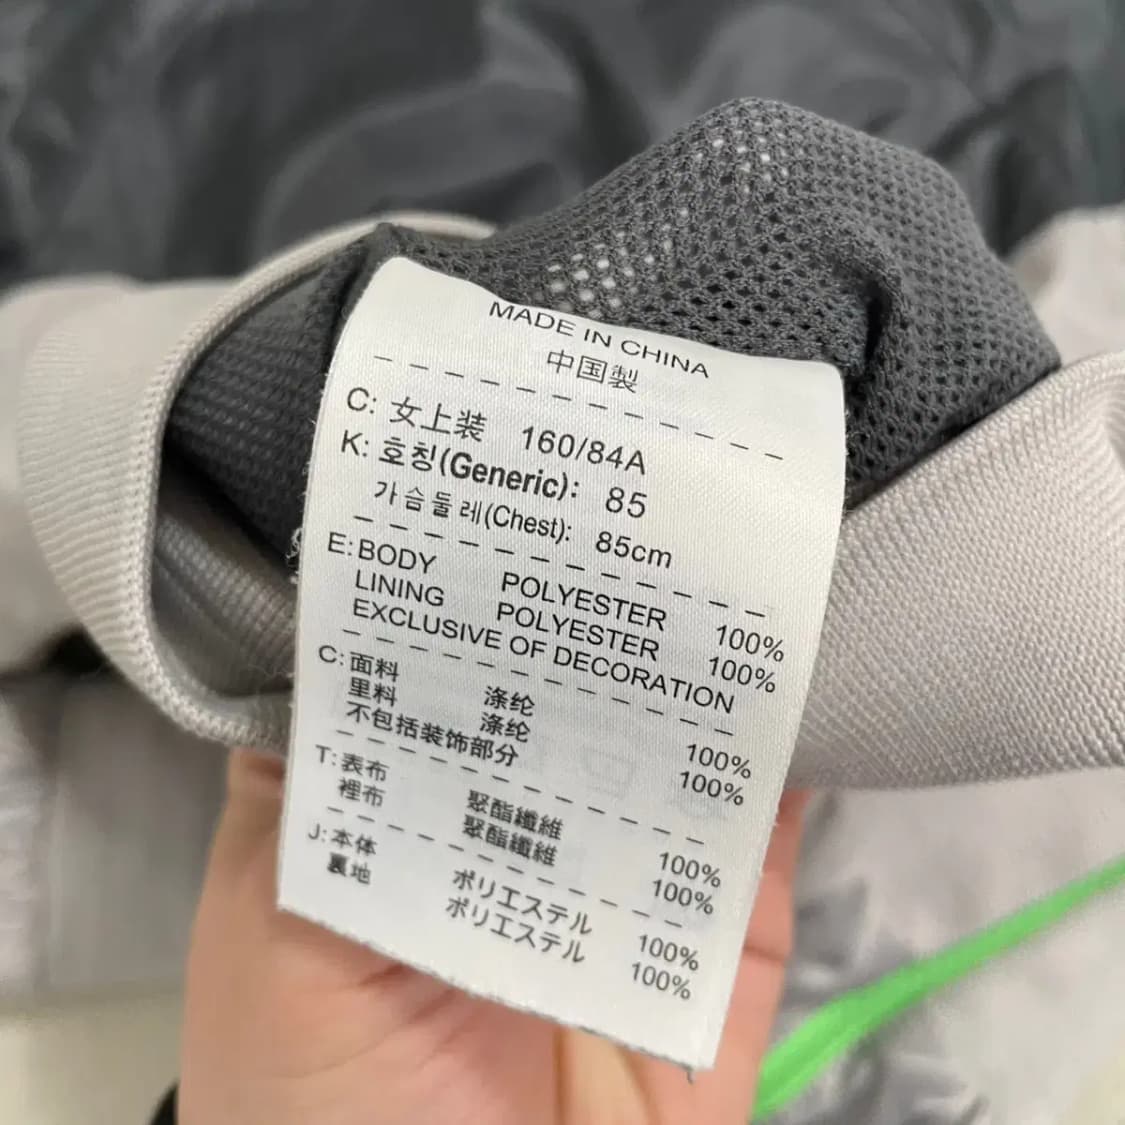 MADE IN CHINA
中国製
C: 女上装 160/84A
K: 호칭(Generic): 85
가슴둘레(Chest): 85cm
E: BODY POLYESTER 100%
LINING POLYESTER 100%
EXCLUSIVE OF DECORATION
C: 面料 涤纶 100%
里料 涤纶 100%
不包括装饰部分
T: 表布 聚酯纖維 100%
裡布 聚酯纖維 100%
J: 本体 ポリエステル 100%
裏地 ポリエステル 100%